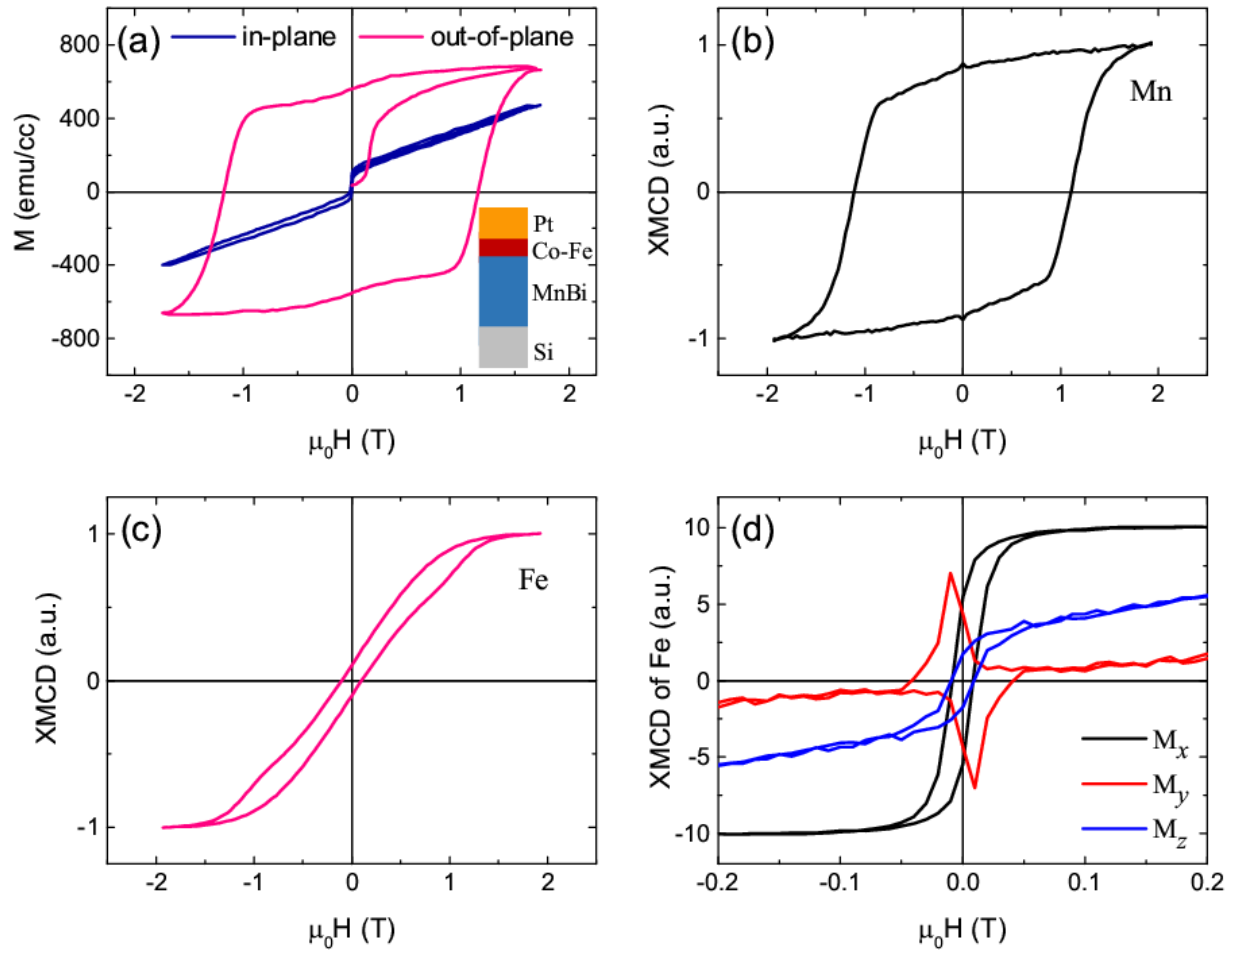 (a) in-plane out-of-plane
800
400
0
-400
-800
M (emu/cc)
Pt
Co-Fe
MnBi
Si
-2 -1 0 1 2
μ₀H (T)
(b)
Mn
1
0
-1
XMCD (a.u.)
-2 -1 0 1 2
μ₀H (T)
(c)
Fe
1
0
-1
XMCD (a.u.)
-2 -1 0 1 2
μ₀H (T)
(d)
10
5
0
-5
-10
XMCD of Fe (a.u.)
Mx
My
Mz
-0.2 -0.1 0.0 0.1 0.2
μ₀H (T)